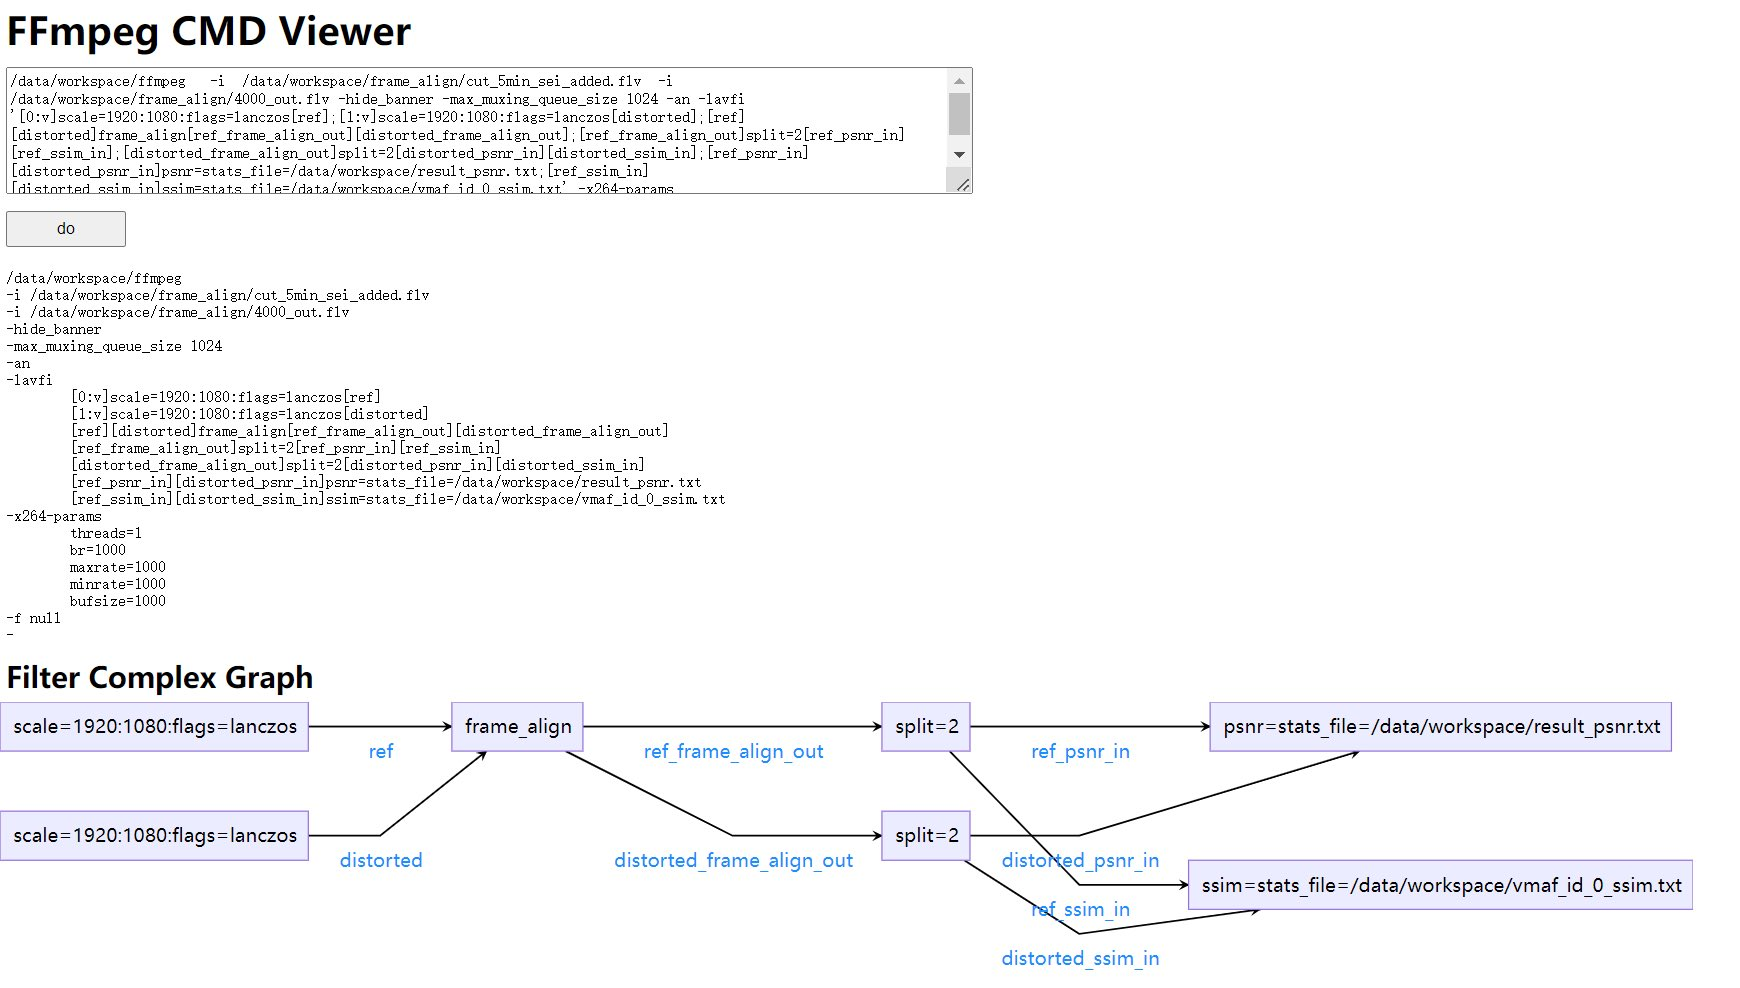 FFmpeg CMD Viewer
/data/workspace/ffmpeg   -i  /data/workspace/frame_align/cut_5min_sei_added.flv  -i
/data/workspace/frame_align/4000_out.flv -hide_banner -max_muxing_queue_size 1024 -an -lavfi
'[0:v]scale=1920:1080:flags=lanczos[ref];[1:v]scale=1920:1080:flags=lanczos[distorted];[ref]
[distorted]frame_align[ref_frame_align_out][distorted_frame_align_out];[ref_frame_align_out]split=2[ref_psnr_in]
[ref_ssim_in];[distorted_frame_align_out]split=2[distorted_psnr_in][distorted_ssim_in];[ref_psnr_in]
[distorted_psnr_in]psnr=stats_file=/data/workspace/result_psnr.txt;[ref_ssim_in]
[distorted_ssim_in]ssim=stats_file=/data/workspace/vmaf_id_0_ssim.txt' -x264-params
do
/data/workspace/ffmpeg
-i /data/workspace/frame_align/cut_5min_sei_added.flv
-i /data/workspace/frame_align/4000_out.flv
-hide_banner
-max_muxing_queue_size 1024
-an
-lavfi
[0:v]scale=1920:1080:flags=lanczos[ref]
[1:v]scale=1920:1080:flags=lanczos[distorted]
[ref][distorted]frame_align[ref_frame_align_out][distorted_frame_align_out]
[ref_frame_align_out]split=2[ref_psnr_in][ref_ssim_in]
[distorted_frame_align_out]split=2[distorted_psnr_in][distorted_ssim_in]
[ref_psnr_in][distorted_psnr_in]psnr=stats_file=/data/workspace/result_psnr.txt
[ref_ssim_in][distorted_ssim_in]ssim=stats_file=/data/workspace/vmaf_id_0_ssim.txt
-x264-params
threads=1
br=1000
maxrate=1000
minrate=1000
bufsize=1000
-f null
-
Filter Complex Graph
scale=1920:1080:flags=lanczos
frame_align
split=2
psnr=stats_file=/data/workspace/result_psnr.txt
ref
ref_frame_align_out
ref_psnr_in
scale=1920:1080:flags=lanczos
split=2
distorted
distorted_frame_align_out
distorted_psnr_in
ssim=stats_file=/data/workspace/vmaf_id_0_ssim.txt
ref_ssim_in
distorted_ssim_in